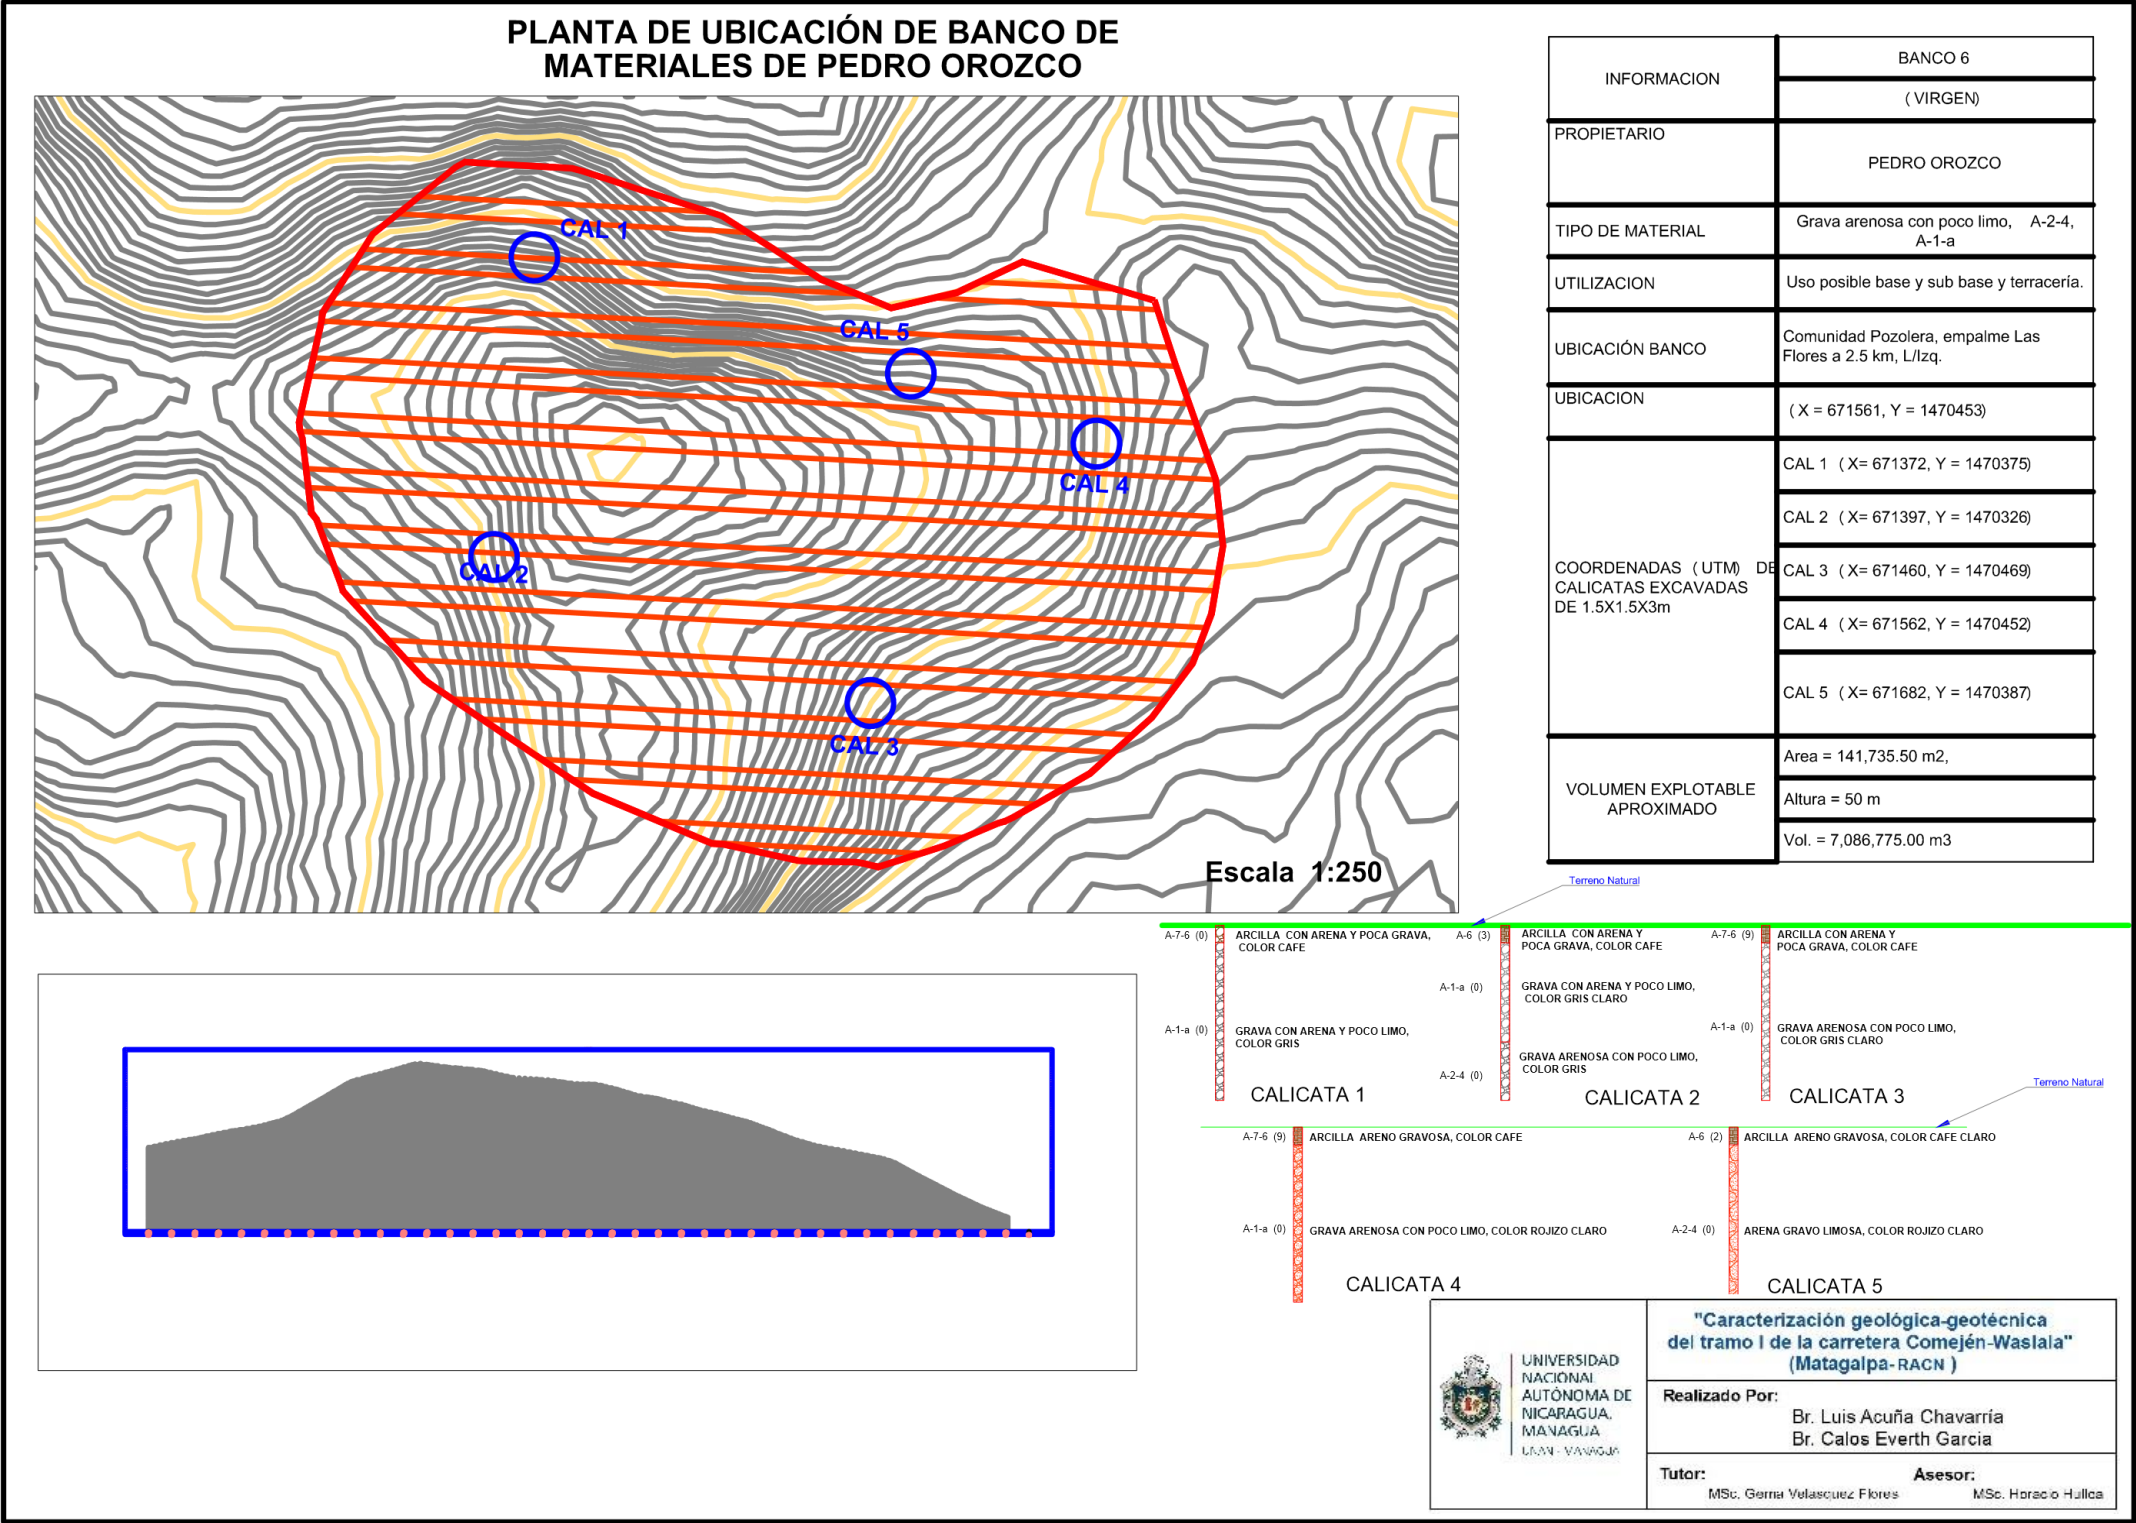 PLANTA DE UBICACIÓN DE BANCO DE
MATERIALES DE PEDRO OROZCO
CAL 1
CAL 5
CAL 4
CAL 2
CAL 3
Escala 1:250
INFORMACION
BANCO 6
( VIRGEN)
PROPIETARIO
PEDRO OROZCO
TIPO DE MATERIAL
Grava arenosa con poco limo, A-2-4,
A-1-a
UTILIZACION
Uso posible base y sub base y terracería.
UBICACIÓN BANCO
Comunidad Pozolera, empalme Las
Flores a 2.5 km, L/Izq.
UBICACION
( X = 671561, Y = 1470453)
COORDENADAS ( UTM) DE
CALICATAS EXCAVADAS
DE 1.5X1.5X3m
CAL 1 ( X= 671372, Y = 1470375)
CAL 2 ( X= 671397, Y = 1470326)
CAL 3 ( X= 671460, Y = 1470469)
CAL 4 ( X= 671562, Y = 1470452)
CAL 5 ( X= 671682, Y = 1470387)
VOLUMEN EXPLOTABLE
APROXIMADO
Area = 141,735.50 m2,
Altura = 50 m
Vol. = 7,086,775.00 m3
Terreno Natural
A-7-6 (0)
ARCILLA CON ARENA Y POCA GRAVA,
COLOR CAFE
A-1-a (0)
GRAVA CON ARENA Y POCO LIMO,
COLOR GRIS
CALICATA 1
A-6 (3)
ARCILLA CON ARENA Y
POCA GRAVA, COLOR CAFE
A-1-a (0)
GRAVA CON ARENA Y POCO LIMO,
COLOR GRIS CLARO
A-2-4 (0)
GRAVA ARENOSA CON POCO LIMO,
COLOR GRIS
CALICATA 2
A-7-6 (9)
ARCILLA CON ARENA Y
POCA GRAVA, COLOR CAFE
A-1-a (0)
GRAVA ARENOSA CON POCO LIMO,
COLOR GRIS CLARO
CALICATA 3
Terreno Natural
A-7-6 (9)
ARCILLA ARENO GRAVOSA, COLOR CAFE
A-1-a (0)
GRAVA ARENOSA CON POCO LIMO, COLOR ROJIZO CLARO
CALICATA 4
A-6 (2)
ARCILLA ARENO GRAVOSA, COLOR CAFE CLARO
A-2-4 (0)
ARENA GRAVO LIMOSA, COLOR ROJIZO CLARO
CALICATA 5
UNIVERSIDAD
NACIONAL
AUTÓNOMA DE
NICARAGUA,
MANAGUA
UNAN - MANAGUA
"Caracterización geológica-geotécnica
del tramo I de la carretera Comején-Waslala"
(Matagalpa-RACN )
Realizado Por:
Br. Luis Acuña Chavarría
Br. Calos Everth Garcia
Tutor:
MSc. Gema Velasquez Flores
Asesor:
MSc. Horacio Hullca